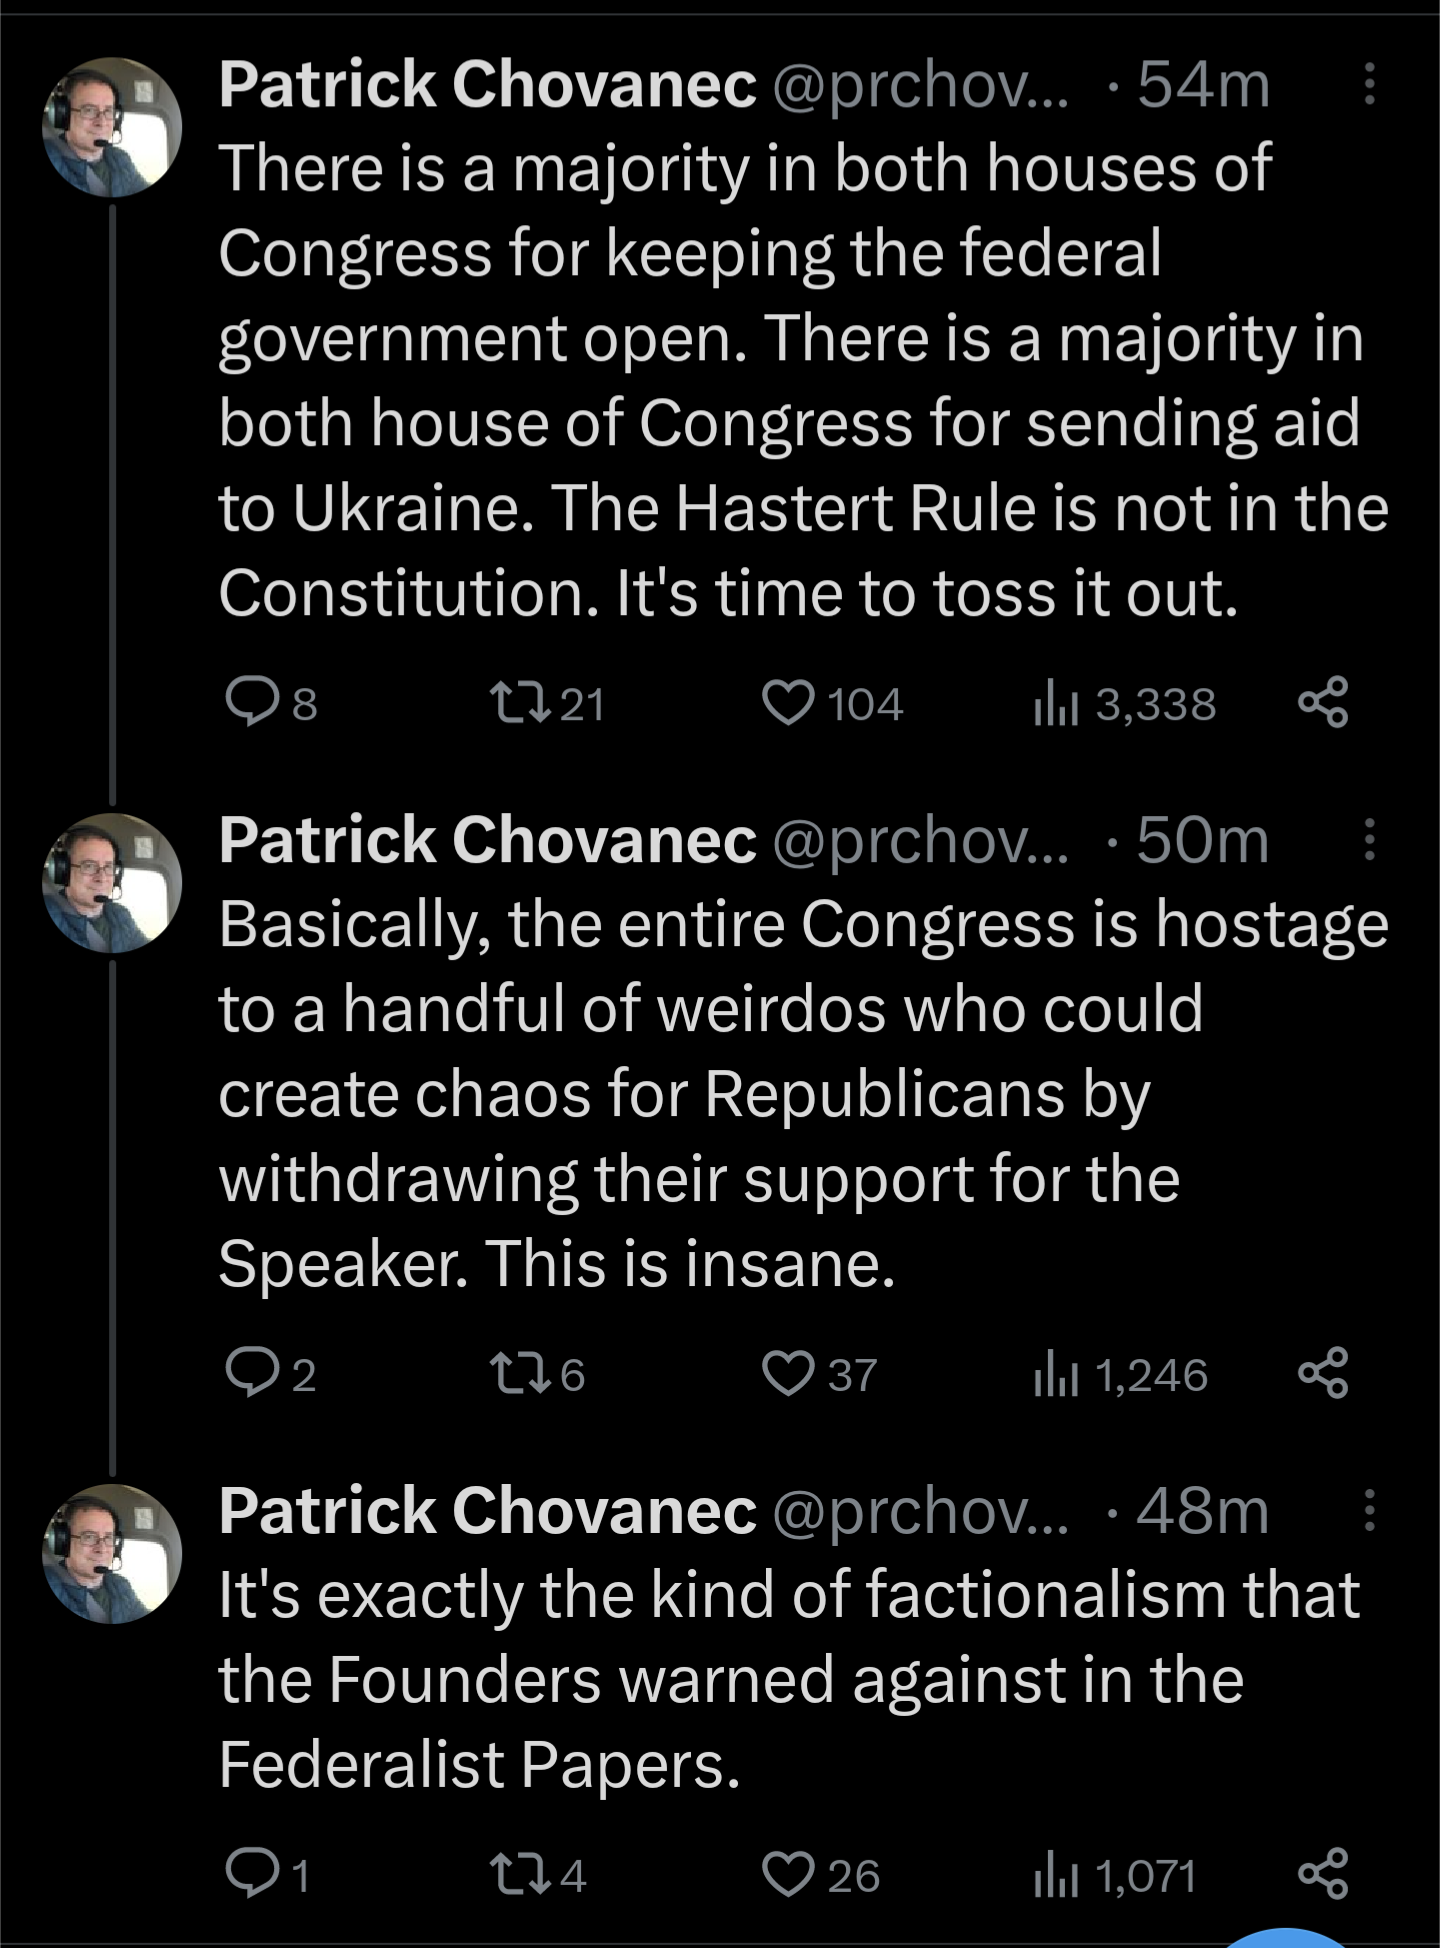 Patrick Chovanec @prchov... · 54m
There is a majority in both houses of
Congress for keeping the federal
government open. There is a majority in
both house of Congress for sending aid
to Ukraine. The Hastert Rule is not in the
Constitution. It's time to toss it out.
8 21 104 3,338
Patrick Chovanec @prchov... · 50m
Basically, the entire Congress is hostage
to a handful of weirdos who could
create chaos for Republicans by
withdrawing their support for the
Speaker. This is insane.
2 6 37 1,246
Patrick Chovanec @prchov... · 48m
It's exactly the kind of factionalism that
the Founders warned against in the
Federalist Papers.
1 4 26 1,071